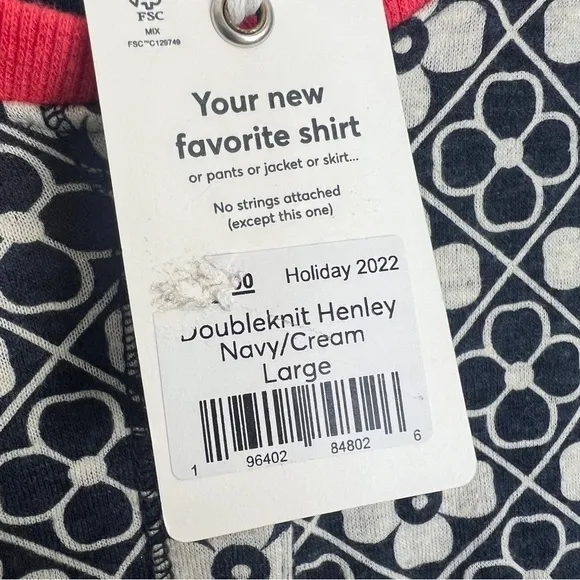 FSC
MIX
FSC™C129749
Your new
favorite shirt
or pants or jacket or skirt...
No strings attached
(except this one)
00 Holiday 2022
Doubleknit Henley
Navy/Cream
Large
1 96402 84802 6